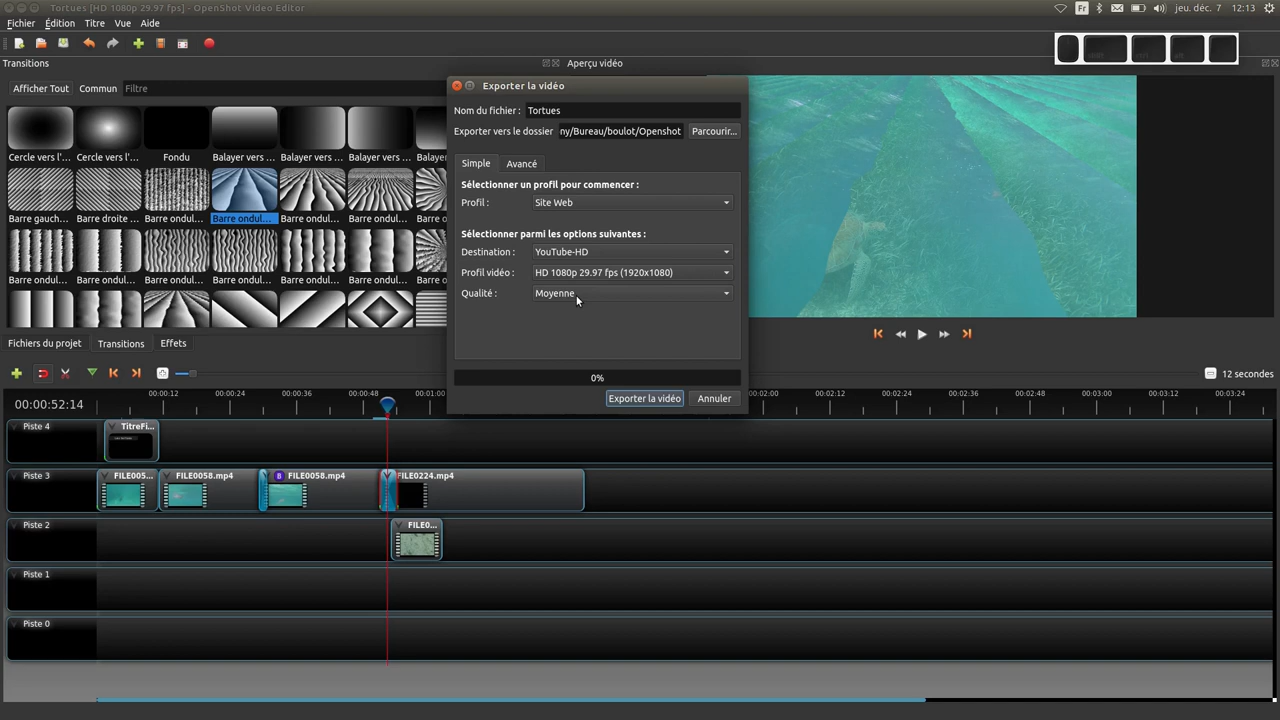 Tortues [HD 1080p 29.97 fps] - OpenShot Video Editor
Fr
jeu. déc. 7
12:13
Fichier Édition Titre Vue Aide
Transitions
Aperçu vidéo
Afficher Tout Commun Filtre
Cercle vers l'... Cercle vers l'... Fondu Balayer vers ... Balayer vers ... Balayer vers ... Balaye
Barre gauch... Barre droite ... Barre ondul... Barre ondul... Barre ondul... Barre ondul... Barre o
Barre ondul... Barre ondul... Barre ondul... Barre ondul... Barre ondul... Barre ondul... Barre o
Fichiers du projet Transitions Effets
Exporter la vidéo
Nom du fichier : Tortues
Exporter vers le dossier ny/Bureau/boulot/Openshot Parcourir...
Simple Avancé
Sélectionner un profil pour commencer :
Profil : Site Web
Sélectionner parmi les options suivantes :
Destination : YouTube-HD
Profil vidéo : HD 1080p 29.97 fps (1920x1080)
Qualité : Moyenne
0%
Exporter la vidéo Annuler
12 secondes
00:00:52:14
00:00:12 00:00:24 00:00:36 00:00:48 00:01:00 00:02:00 00:02:12 00:02:24 00:02:36 00:02:48 00:03:00 00:03:12 00:03:24
Piste 4 TitreFi...
Piste 3 FILE005... FILE0058.mp4 B FILE0058.mp4 FILE0224.mp4
Piste 2 FILE0...
Piste 1
Piste 0